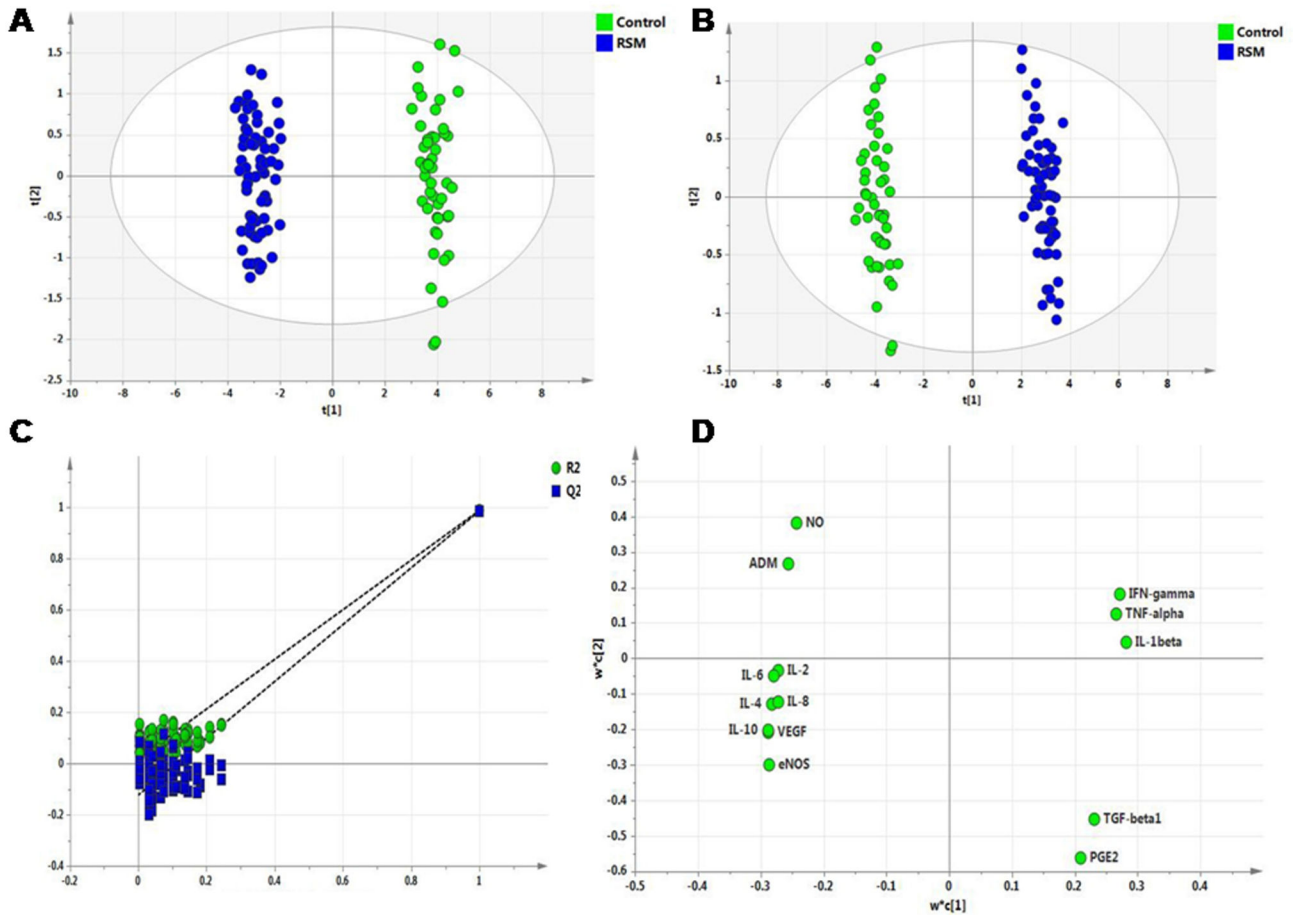 A
Control
RSM
1.5
1
0.5
0
-0.5
-1
-1.5
-2
-2.5
t[2]
-10 -8 -6 -4 -2 0 2 4 6 8
t[1]
B
Control
RSM
1
0.5
0
-0.5
-1
-1.5
t[2]
-10 -8 -6 -4 -2 0 2 4 6 8
t[1]
C
R2
Q2
1
0.8
0.6
0.4
0.2
0
-0.2
-0.4
-0.2 0 0.2 0.4 0.6 0.8 1
D
0.5
0.4
0.3
0.2
0.1
0
-0.1
-0.2
-0.3
-0.4
-0.5
-0.6
w*c[2]
NO
ADM
IFN-gamma
TNF-alpha
IL-1beta
IL-6 IL-2
IL-4 IL-8
IL-10 VEGF
eNOS
TGF-beta1
PGE2
-0.5 -0.4 -0.3 -0.2 -0.1 0 0.1 0.2 0.3 0.4
w*c[1]